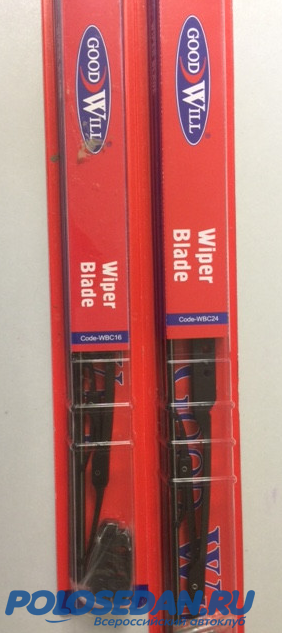 GOOD WILL
®
Wiper
Blade
Code-WBC16
GOOD WILL
®
Wiper
Blade
Code-WBC24
POLOSEDAN.RU
Всероссийский автоклуб